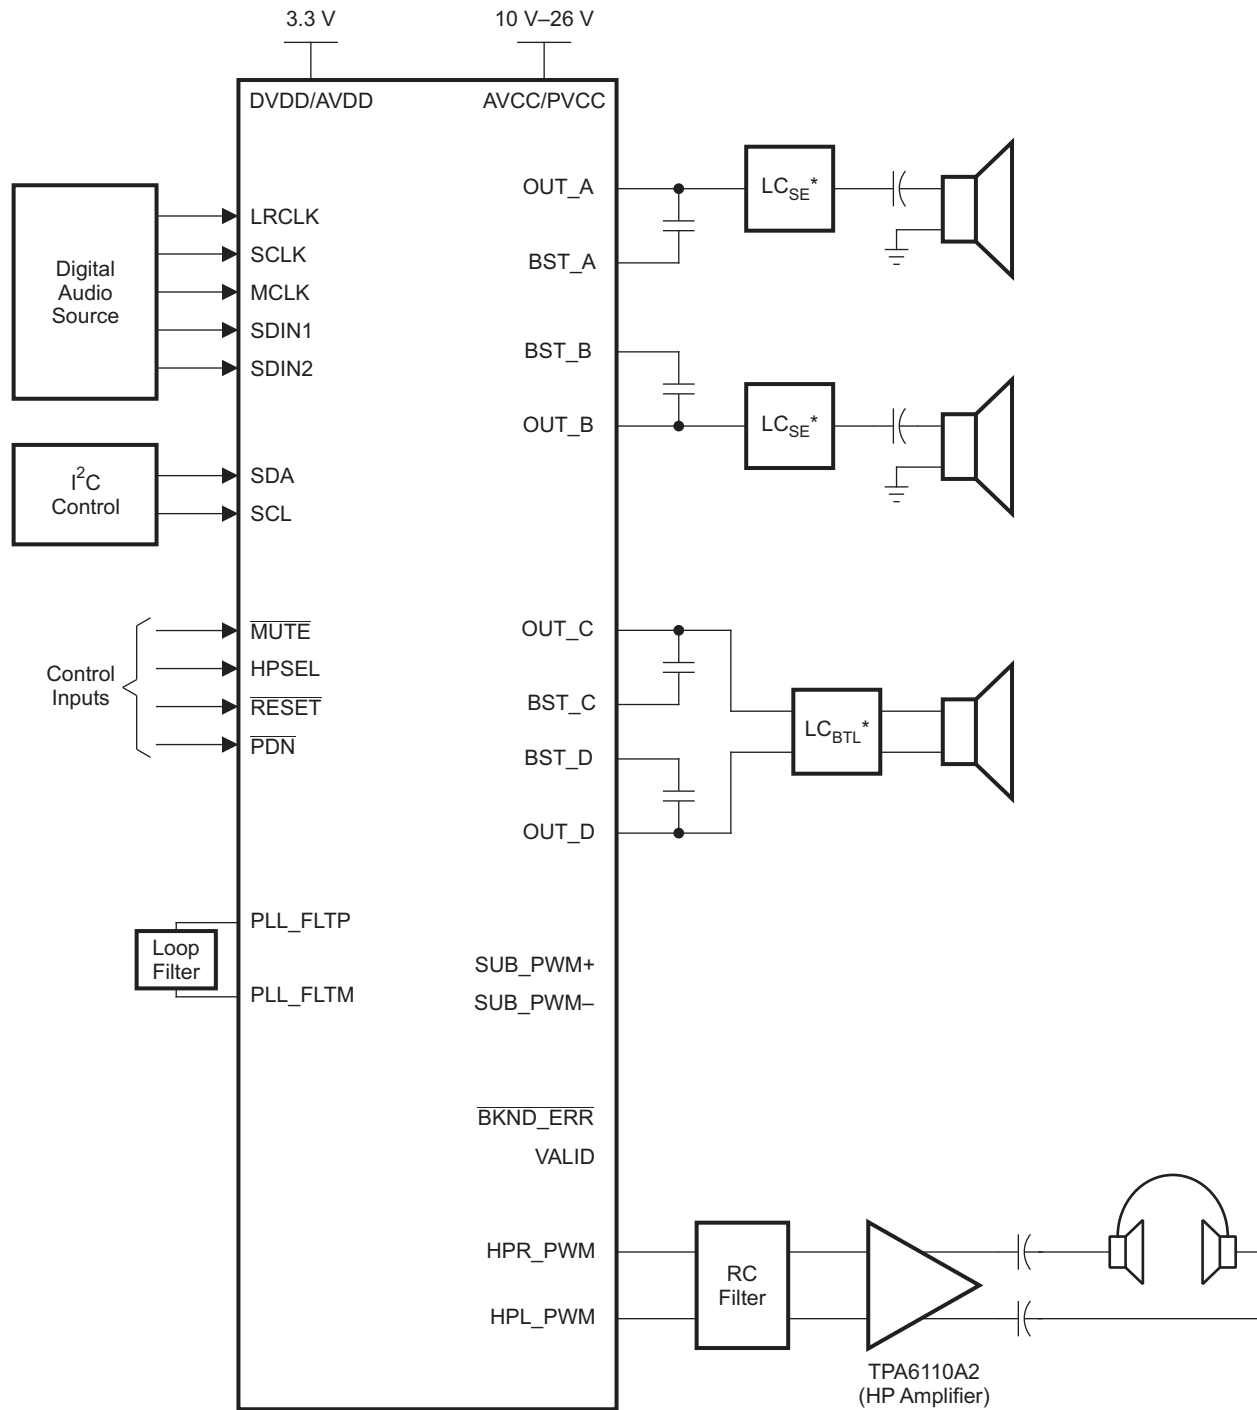 3.3 V
10 V–26 V
DVDD/AVDD
AVCC/PVCC
Digital
Audio
Source
LRCLK
SCLK
MCLK
SDIN1
SDIN2
I2C
Control
SDA
SCL
Control
Inputs
MUTE
HPSEL
RESET
PDN
Loop
Filter
PLL_FLTP
PLL_FLTM
OUT_A
BST_A
LCSE*
BST_B
OUT_B
LCSE*
OUT_C
BST_C
BST_D
OUT_D
LCBTL*
SUB_PWM+
SUB_PWM–
BKND_ERR
VALID
HPR_PWM
HPL_PWM
RC
Filter
TPA6110A2
(HP Amplifier)